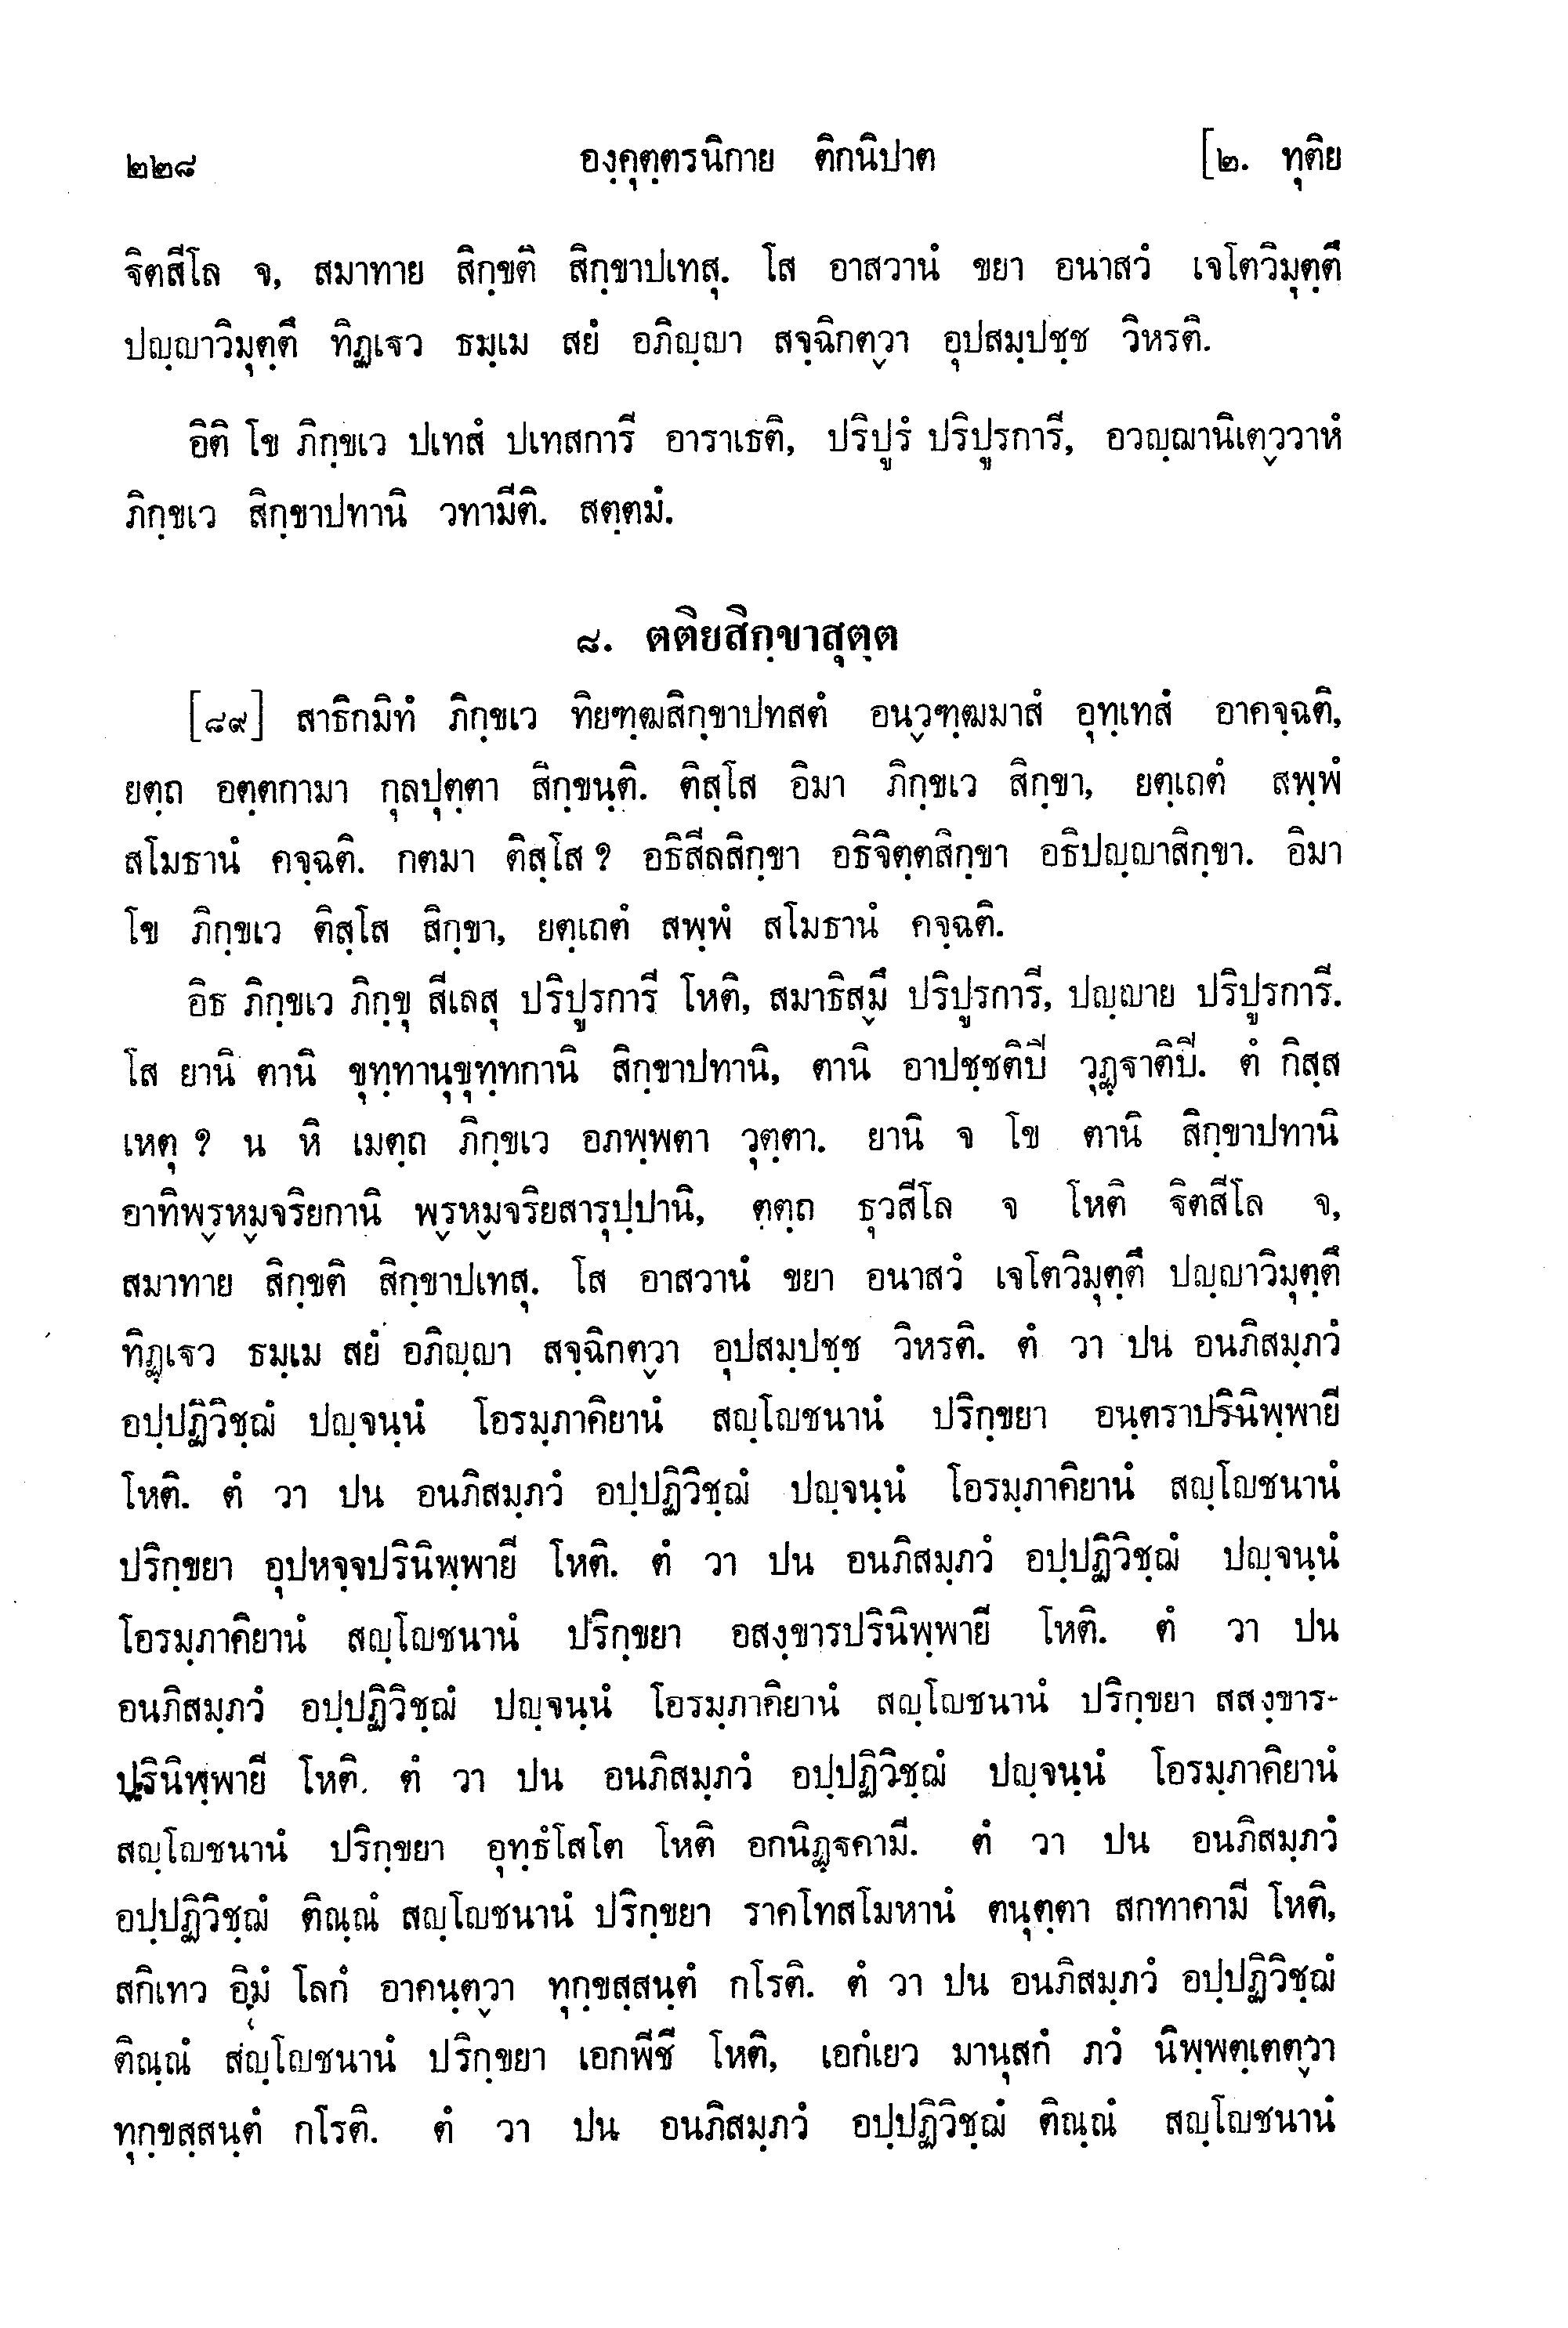 ๒๒๘ องฺคุตฺตรนิกาย ติกนิปาต [๒. ทุติย
ฐิตสีโล จ, สมาทาย สิกฺขติ สิกฺขาปเทสุ. โส อาสวานํ ขยา อนาสวํ เจโตวิมุตฺตึ
ปญฺญาวิมุตฺตึ ทิฏฺเฐว ธมฺเม สยํ อภิญฺญา สจฺฉิกตฺวา อุปสมฺปชฺช วิหรติ.
อิติ โข ภิกฺขเว ปเทสํ ปเทสการี อาราเธติ, ปริปูรํ ปริปูรการี, อวญฺฌานิเตฺววาหํ
ภิกฺขเว สิกฺขาปทานิ วทามีติ. สตฺตมํ.
๘. ตติยสิกฺขาสุตฺต
[๘๙] สาธิกมิทํ ภิกฺขเว ทิยฑฺฒสิกฺขาปทสตํ อนฺวฑฺฒมาสํ อุทฺเทสํ อาคจฺฉติ,
ยตฺถ อตฺตกามา กุลปุตฺตา สิกฺขนฺติ. ติสฺโส อิมา ภิกฺขเว สิกฺขา, ยตฺเถตํ สพฺพํ
สโมธานํ คจฺฉติ. กตมา ติสฺโส ? อธิสีลสิกฺขา อธิจิตฺตสิกฺขา อธิปญฺญาสิกฺขา. อิมา
โข ภิกฺขเว ติสฺโส สิกฺขา, ยตฺเถตํ สพฺพํ สโมธานํ คจฺฉติ.
อิธ ภิกฺขเว ภิกฺขุ สีเลสุ ปริปูรการี โหติ, สมาธิสฺมึ ปริปูรการี, ปญฺญาย ปริปูรการี.
โส ยานิ ตานิ ขุทฺทานุขุทฺทกานิ สิกฺขาปทานิ, ตานิ อาปชฺชติปี วุฏฺฐาติปี. ตํ กิสฺส
เหตุ ? น หิ เมตฺถ ภิกฺขเว อภพฺพตา วุตฺตา. ยานิ จ โข ตานิ สิกฺขาปทานิ
อาทิพฺรหฺมจริยกานิ พฺรหฺมจริยสารุปฺปานิ, ตตฺถ ธุวสีโล จ โหติ ฐิตสีโล จ,
สมาทาย สิกฺขติ สิกฺขาปเทสุ. โส อาสวานํ ขยา อนาสวํ เจโตวิมุตฺตึ ปญฺญาวิมุตฺตึ
ทิฏฺเฐว ธมฺเม สยํ อภิญฺญา สจฺฉิกตฺวา อุปสมฺปชฺช วิหรติ. ตํ วา ปน อนภิสมฺภวํ
อปฺปฏิวิชฺฌํ ปญฺจนฺนํ โอรมฺภาคิยานํ สญฺโญชนานํ ปริกฺขยา อนฺตราปรินิพฺพายี
โหติ. ตํ วา ปน อนภิสมฺภวํ อปฺปฏิวิชฺฌํ ปญฺจนฺนํ โอรมฺภาคิยานํ สญฺโญชนานํ
ปริกฺขยา อุปหจฺจปรินิพฺพายี โหติ. ตํ วา ปน อนภิสมฺภวํ อปฺปฏิวิชฺฌํ ปญฺจนฺนํ
โอรมฺภาคิยานํ สญฺโญชนานํ ปริกฺขยา อสงฺขารปรินิพฺพายี โหติ. ตํ วา ปน
อนภิสมฺภวํ อปฺปฏิวิชฺฌํ ปญฺจนฺนํ โอรมฺภาคิยานํ สญฺโญชนานํ ปริกฺขยา สสงฺขาร-
ปรินิพฺพายี โหติ. ตํ วา ปน อนภิสมฺภวํ อปฺปฏิวิชฺฌํ ปญฺจนฺนํ โอรมฺภาคิยานํ
สญฺโญชนานํ ปริกฺขยา อุทฺธํโสโต โหติ อกนิฏฺฐคามี. ตํ วา ปน อนภิสมฺภวํ
อปฺปฏิวิชฺฌํ ติณฺณํ สญฺโญชนานํ ปริกฺขยา ราคโทสโมหานํ ตนุตฺตา สกทาคามี โหติ,
สกิเทว อิมํ โลกํ อาคนฺตฺวา ทุกฺขสฺสนฺตํ กโรติ. ตํ วา ปน อนภิสมฺภวํ อปฺปฏิวิชฺฌํ
ติณฺณํ สญฺโญชนานํ ปริกฺขยา เอกพีชี โหติ, เอกํเยว มานุสกํ ภวํ นิพฺพตฺเตตฺวา
ทุกฺขสฺสนฺตํ กโรติ. ตํ วา ปน อนภิสมฺภวํ อปฺปฏิวิชฺฌํ ติณฺณํ สญฺโญชนานํ